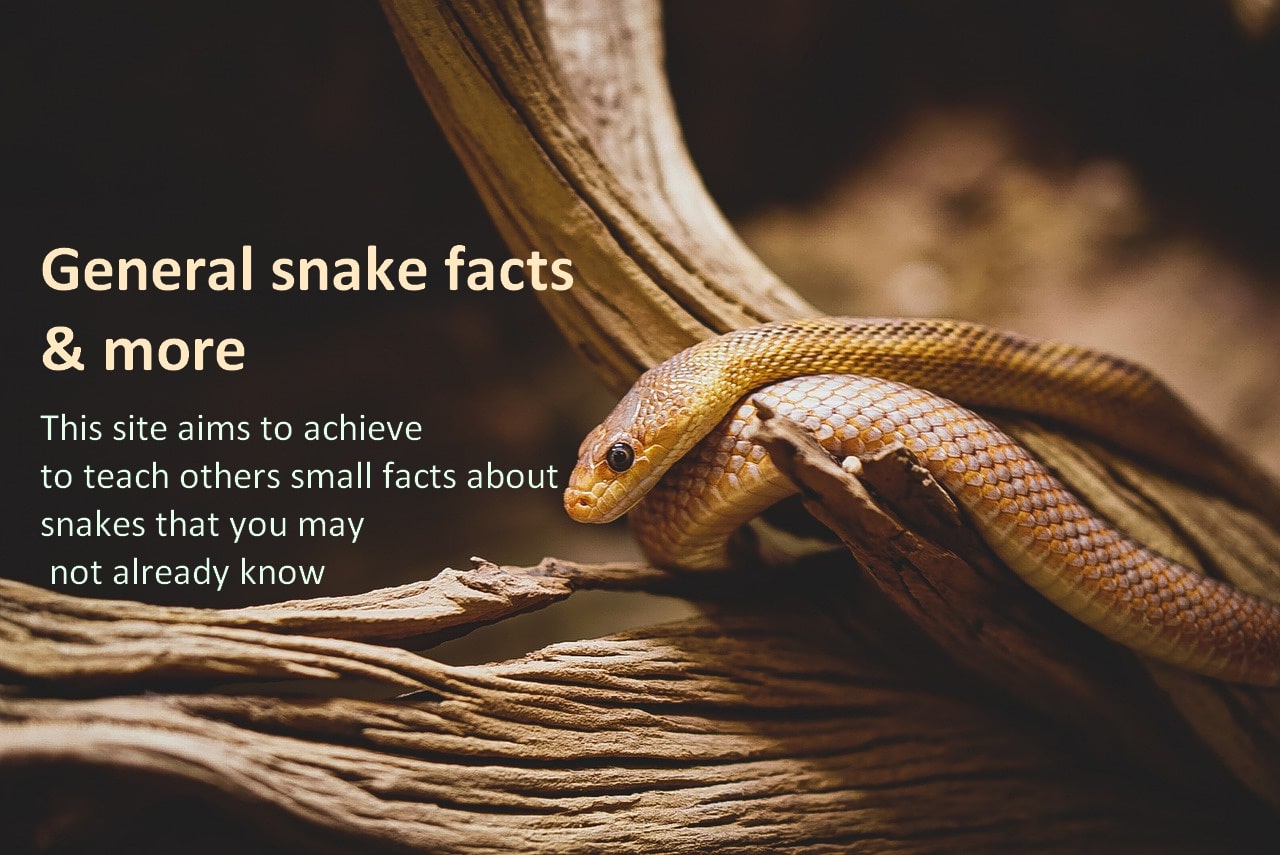 General snake facts
& more
This site aims to achieve
to teach others small facts about
snakes that you may
not already know